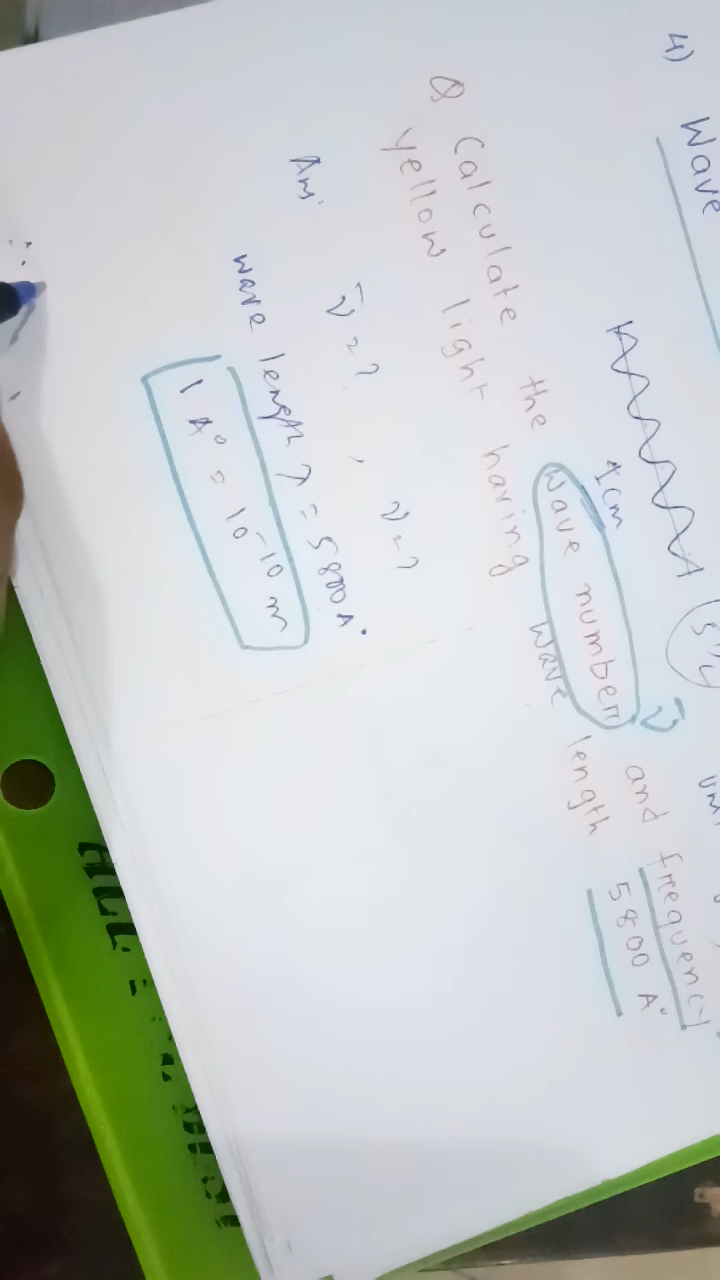 4) Wave
1cm
ν̄
Q Calculate the wave number and frequency
yellow light having wave length 5800 A°
Ans. ν̄ = ? , ν = ?
wave length λ = 5800 A°
1 A° = 10⁻¹⁰ m